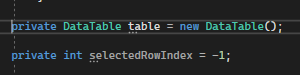 private DataTable table = new DataTable();
private int selectedRowIndex = -1;